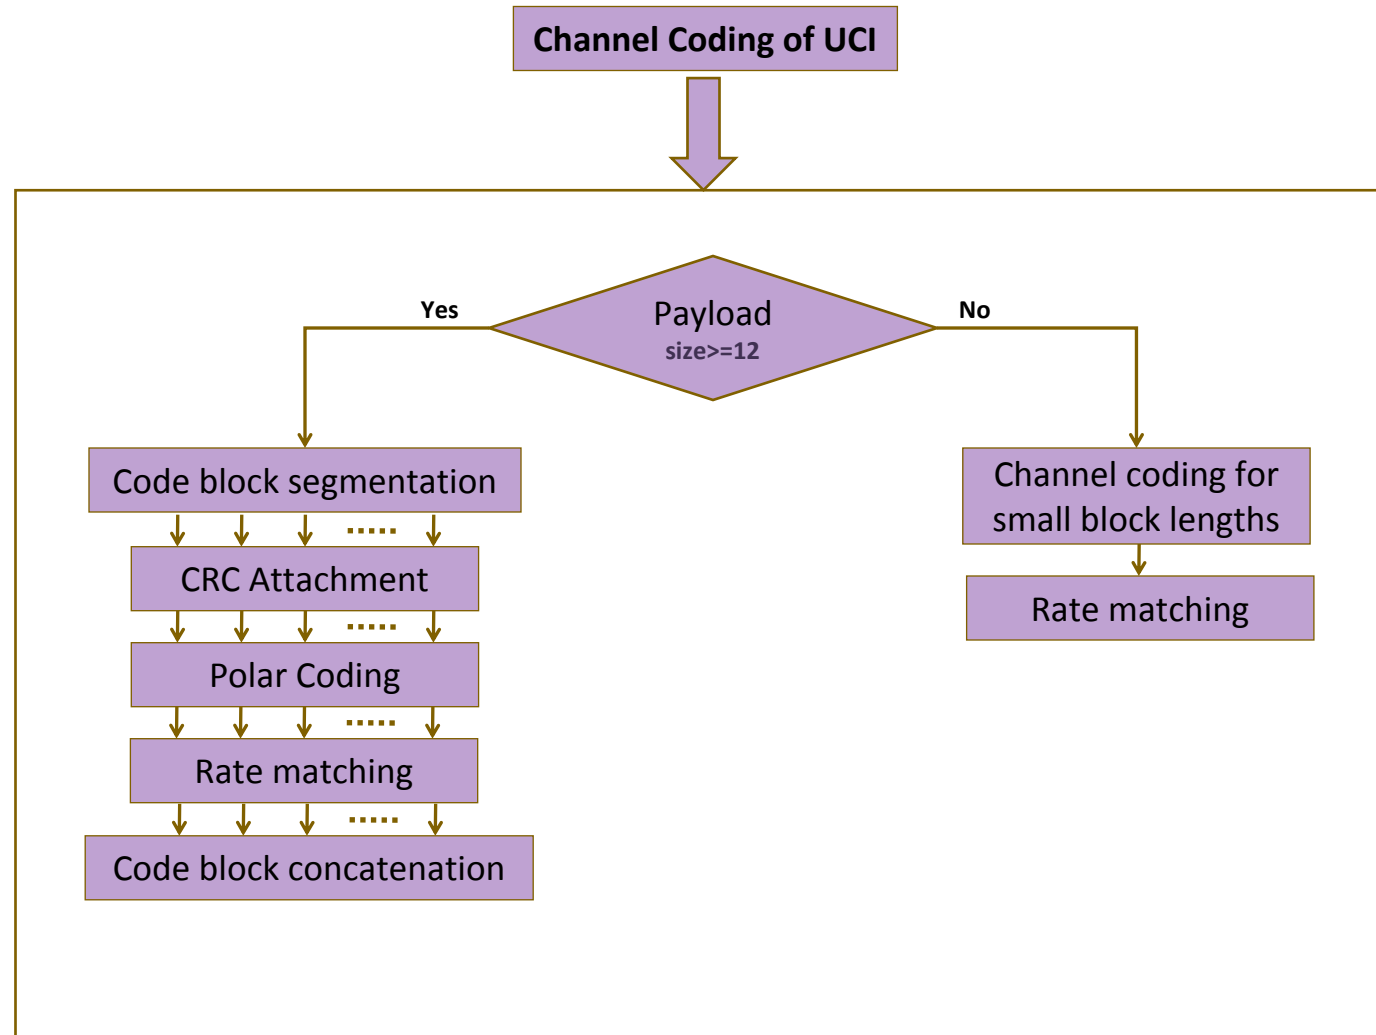 Channel Coding of UCI
Yes
Payload
size>=12
No
Code block segmentation
CRC Attachment
Polar Coding
Rate matching
Code block concatenation
Channel coding for
small block lengths
Rate matching